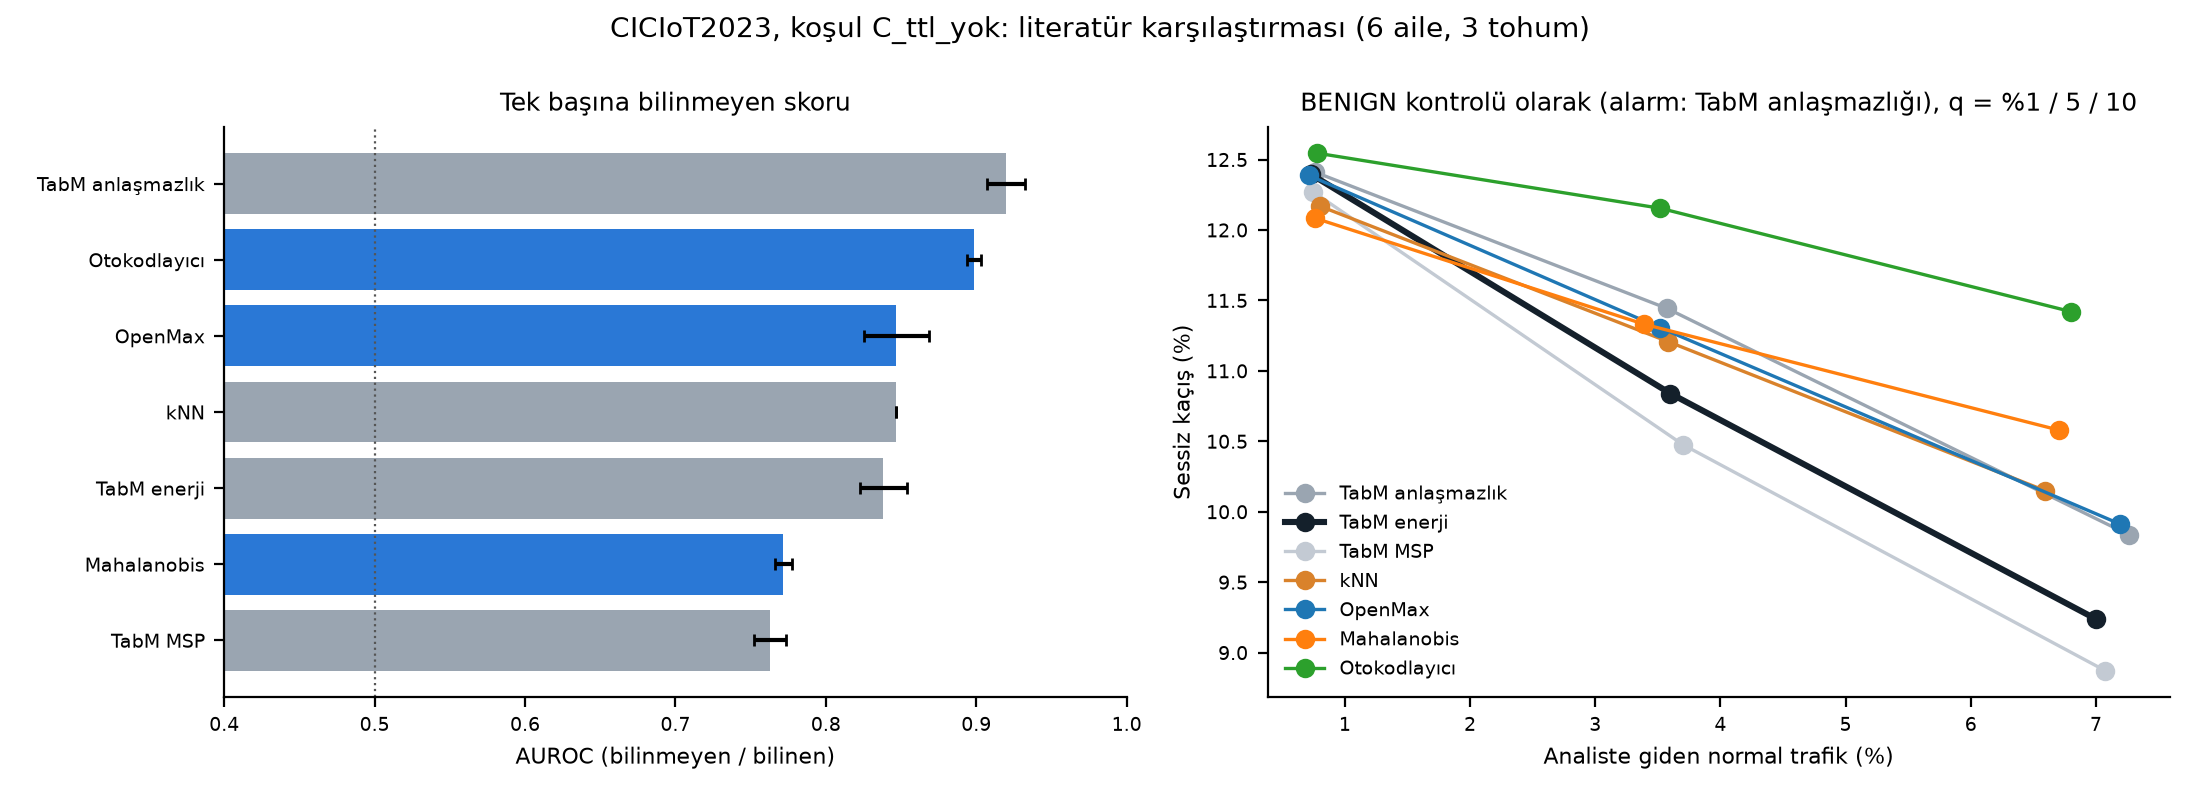 CICIoT2023, koşul C_ttl_yok: literatür karşılaştırması (6 aile, 3 tohum)
Tek başına bilinmeyen skoru
TabM anlaşmazlık
Otokodlayıcı
OpenMax
kNN
TabM enerji
Mahalanobis
TabM MSP
0.4 0.5 0.6 0.7 0.8 0.9 1.0
AUROC (bilinmeyen / bilinen)
BENIGN kontrolü olarak (alarm: TabM anlaşmazlığı), q = %1 / 5 / 10
Sessiz kaçış (%)
12.5
12.0
11.5
11.0
10.5
10.0
9.5
9.0
TabM anlaşmazlık
TabM enerji
TabM MSP
kNN
OpenMax
Mahalanobis
Otokodlayıcı
1 2 3 4 5 6 7
Analiste giden normal trafik (%)